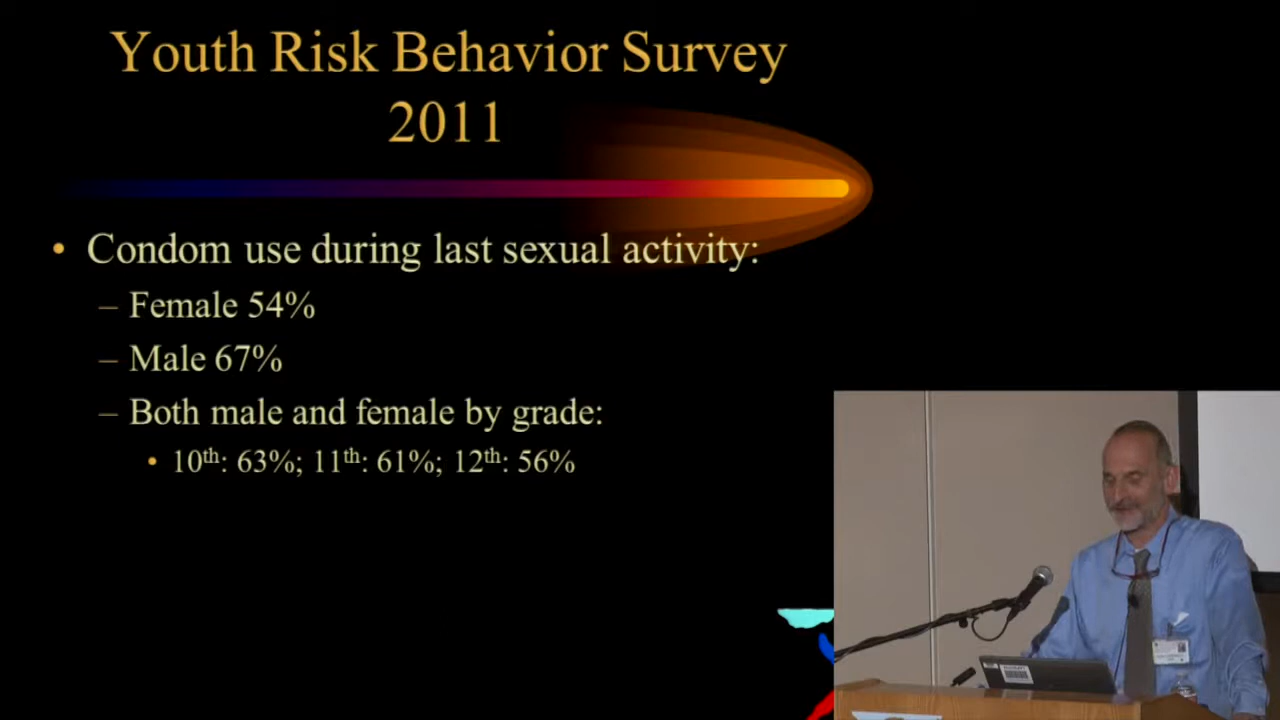 Youth Risk Behavior Survey
2011
• Condom use during last sexual activity:
– Female 54%
– Male 67%
– Both male and female by grade:
• 10th: 63%; 11th: 61%; 12th: 56%